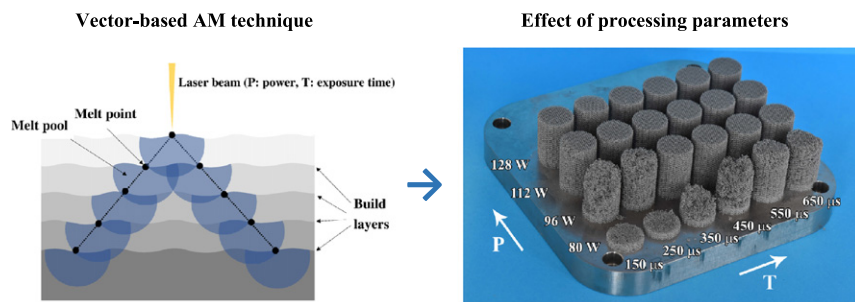 Vector-based AM technique
Effect of processing parameters
Laser beam (P: power, T: exposure time)
Melt point
Melt pool
Build
layers
128 W
112 W
96 W
80 W
150 µs
250 µs
350 µs
450 µs
550 µs
650 µs
P
T